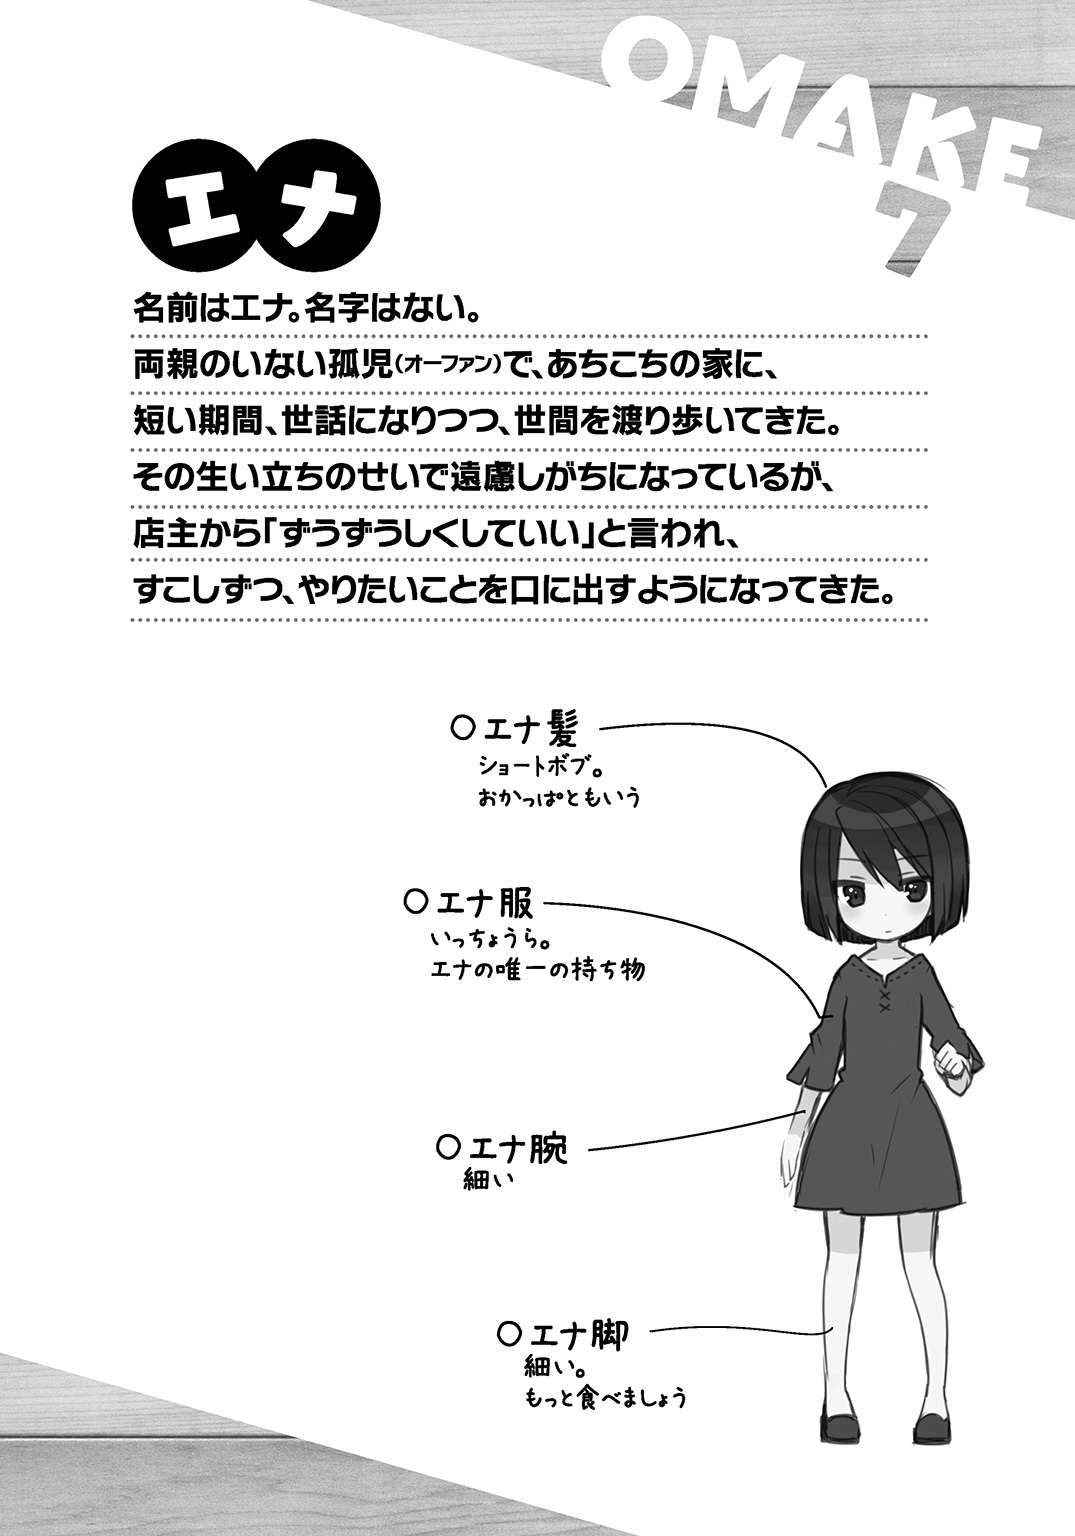 OMAKE
7
エナ
名前はエナ。名字はない。
両親のいない孤児(オーファン)で、あちこちの家に、
短い期間、世話になりつつ、世間を渡り歩いてきた。
その生い立ちのせいで遠慮しがちになっているが、
店主から「ずうずうしくしていい」と言われ、
すこしずつ、やりたいことを口に出すようになってきた。
○エナ髪
ショートボブ。
おかっぱともいう
○エナ服
いっちょうら。
エナの唯一の持ち物
○エナ腕
細い
○エナ脚
細い。
もっと食べましょう